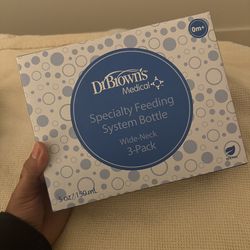 0m+
Dr Brown's
Medical
Specialty Feeding
System Bottle
Wide-Neck
3-Pack
5 oz / 150 mL